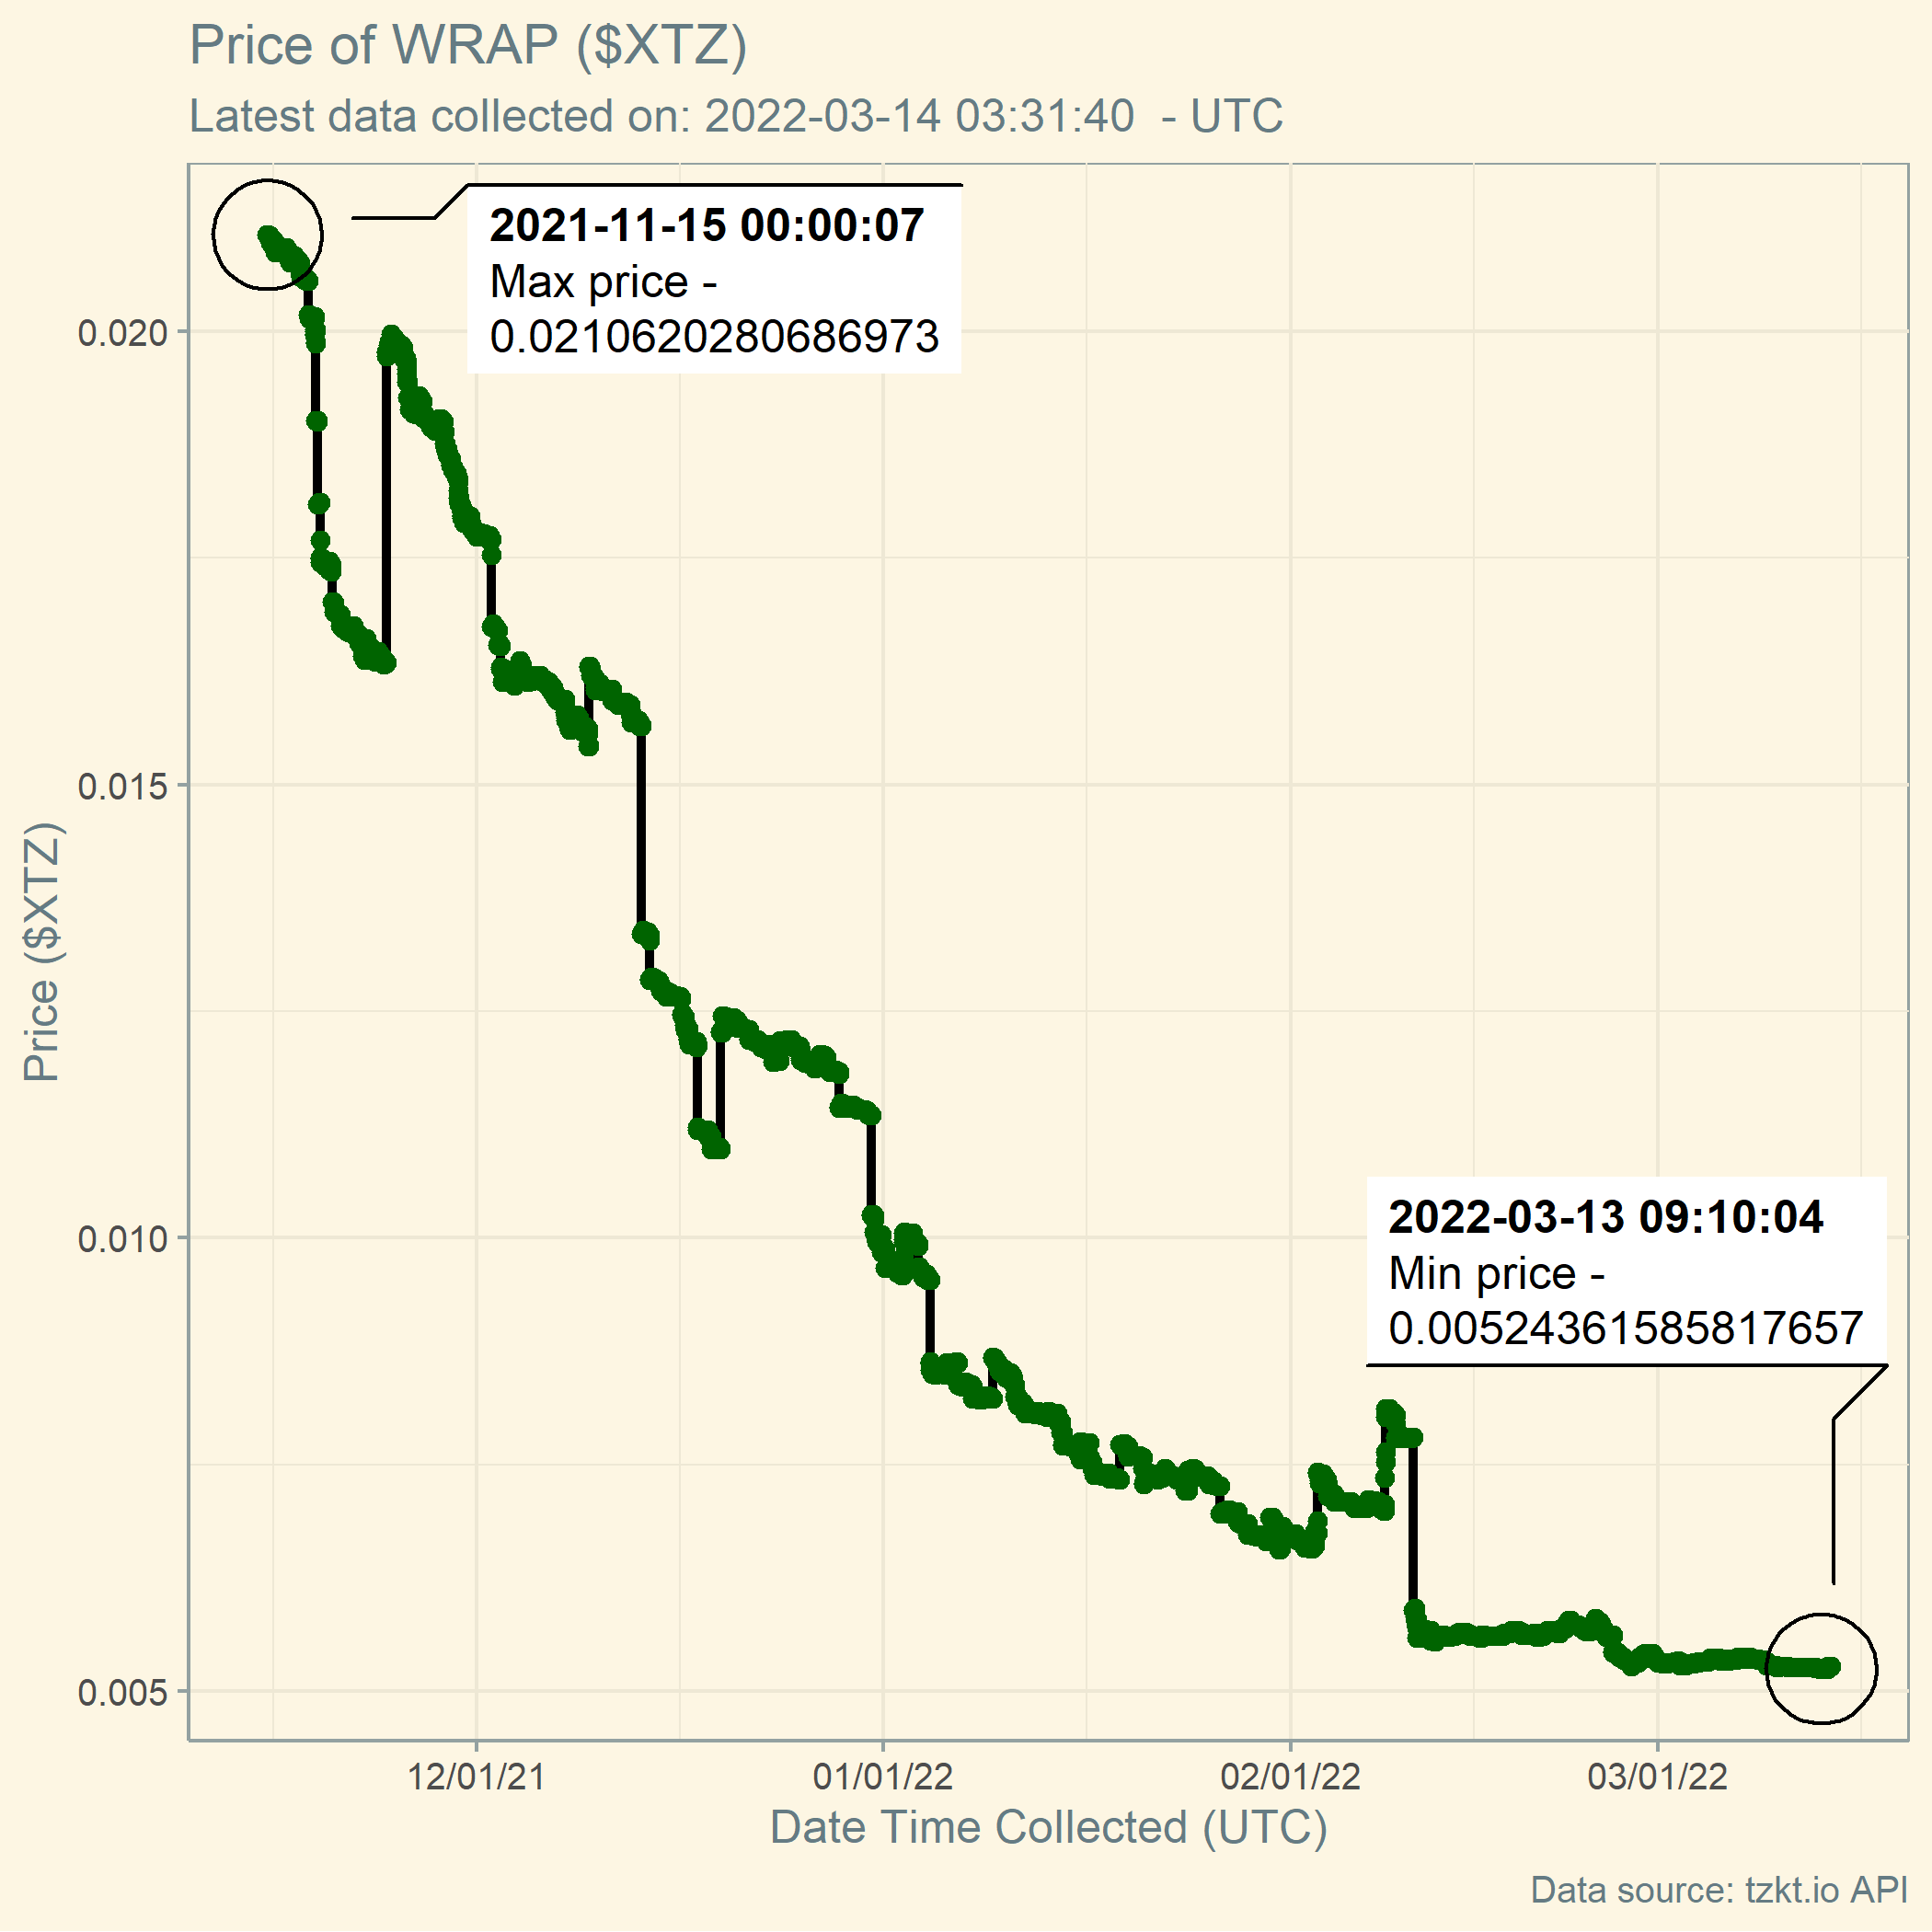 Price of WRAP ($XTZ)
Latest data collected on: 2022-03-14 03:31:40  - UTC
2021-11-15 00:00:07
Max price -
0.0210620280686973
0.020
0.015
0.010
0.005
Price ($XTZ)
2022-03-13 09:10:04
Min price -
0.00524361585817657
12/01/21
01/01/22
02/01/22
03/01/22
Date Time Collected (UTC)
Data source: tzkt.io API